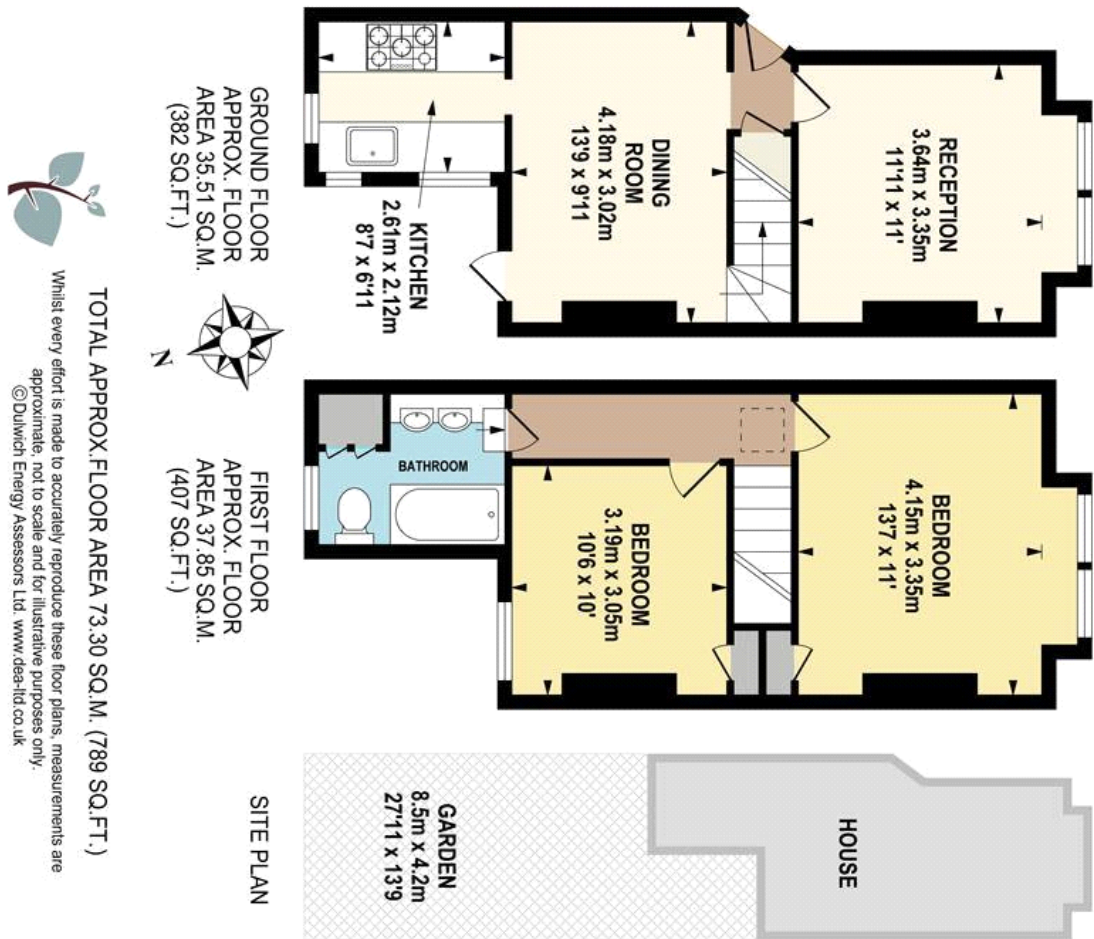 KITCHEN
2.61m x 2.12m
8'7 x 6'11
DINING
ROOM
4.18m x 3.02m
13'9 x 9'11
RECEPTION
3.64m x 3.35m
11'11 x 11'
GROUND FLOOR
APPROX. FLOOR
AREA 35.51 SQ.M.
(382 SQ.FT.)
BATHROOM
BEDROOM
3.19m x 3.05m
10'6 x 10'
BEDROOM
4.15m x 3.35m
13'7 x 11'
N
FIRST FLOOR
APPROX. FLOOR
AREA 37.85 SQ.M.
(407 SQ.FT.)
HOUSE
GARDEN
8.5m x 4.2m
27'11 x 13'9
SITE PLAN
TOTAL APPROX.FLOOR AREA 73.30 SQ.M. (789 SQ.FT.)
Whilst every effort is made to accurately reproduce these floor plans, measurements are
approximate, not to scale and for illustrative purposes only.
©Dulwich Energy Assessors Ltd. www.dea-ltd.co.uk